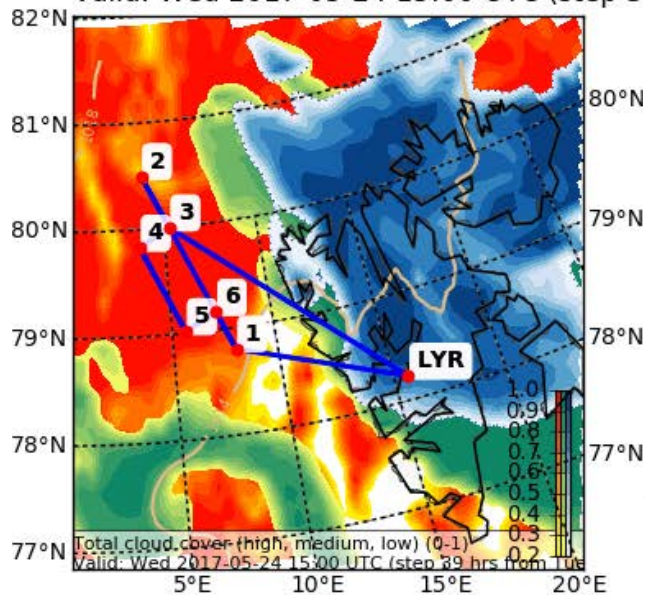 82°N
81°N
80°N
79°N
78°N
77°N
80°N
79°N
78°N
77°N
2
3
4
6
5
1
LYR
1.0
0.9
0.8
0.7
0.6
0.5
0.4
0.3
0.2
Total cloud cover (high, medium, low) (0-1)
Valid: Wed 2017-05-24 15:00 UTC (step 39 hrs from Tue
5°E
10°E
15°E
20°E